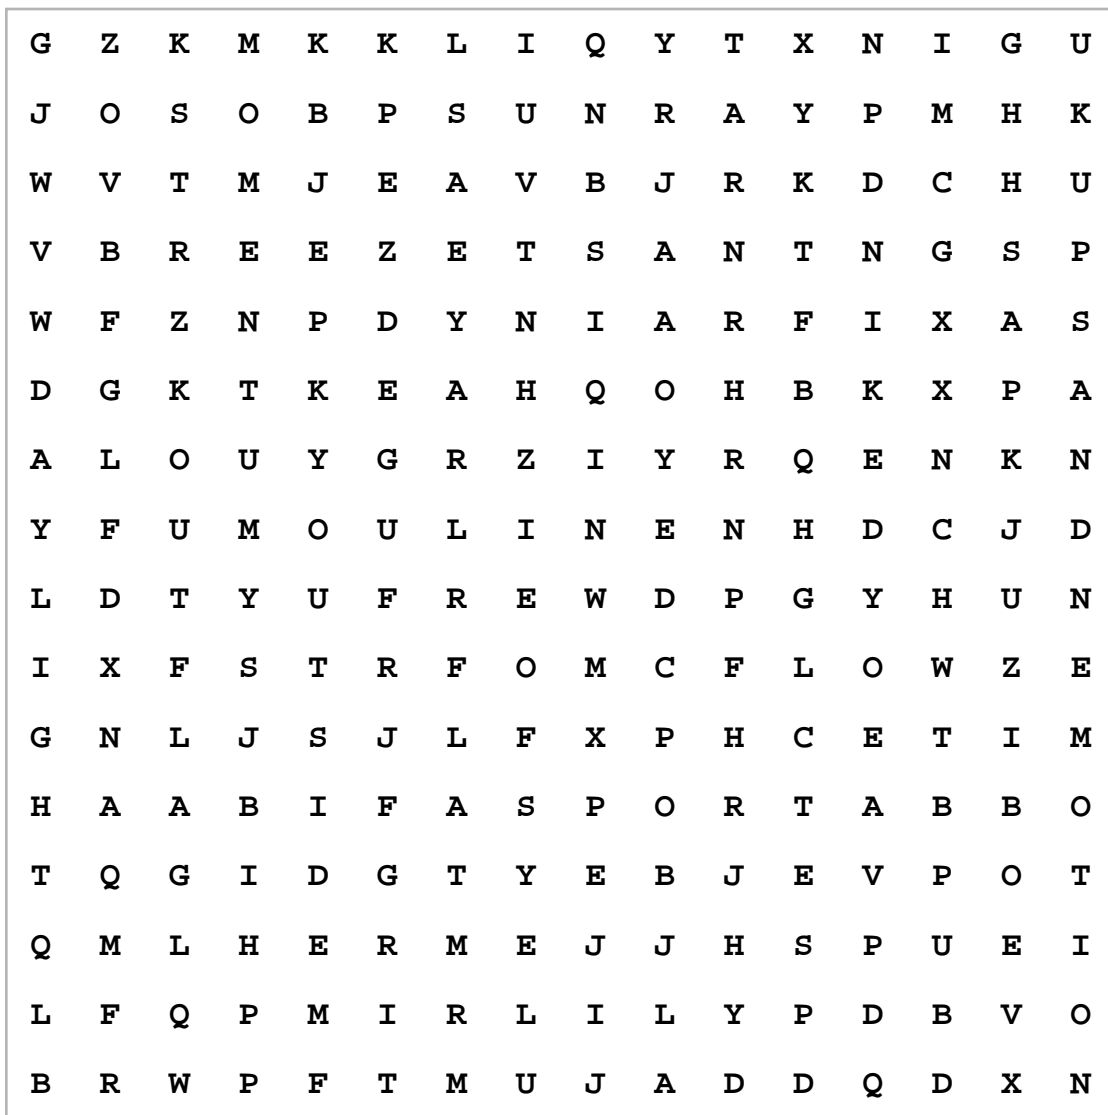 G Z K M K K L I Q Y T X N I G U
J O S O B P S U N R A Y P M H K
W V T M J E A V B J R K D C H U
V B R E E Z E T S A N T N G S P
W F Z N P D Y N I A R F I X A S
D G K T K E A H Q O H B K X P A
A L O U Y G R Z I Y R Q E N K N
Y F U M O U L I N E N H D C J D
L D T Y U F R E W D P G Y H U N
I X F S T R F O M C F L O W Z E
G N L J S J L F X P H C E T I M
H A A B I F A S P O R T A B B O
T Q G I D G T Y E B J E V P O T
Q M L H E R M E J J H S P U E I
L F Q P M I R L I L Y P D B V O
B R W P F T M U J A D D Q D X N